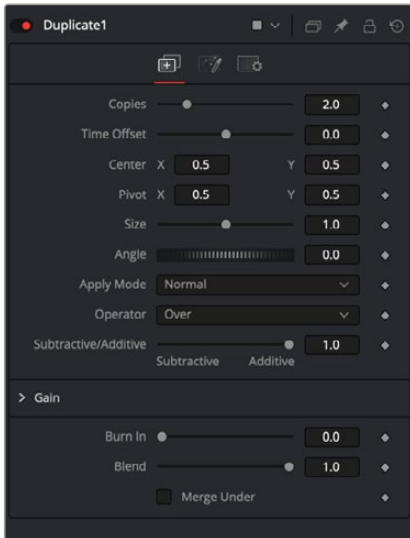 Duplicate1
Copies 2.0
Time Offset 0.0
Center X 0.5 Y 0.5
Pivot X 0.5 Y 0.5
Size 1.0
Angle 0.0
Apply Mode Normal
Operator Over
Subtractive/Additive 1.0
Subtractive Additive
Gain
Burn In 0.0
Blend 1.0
Merge Under